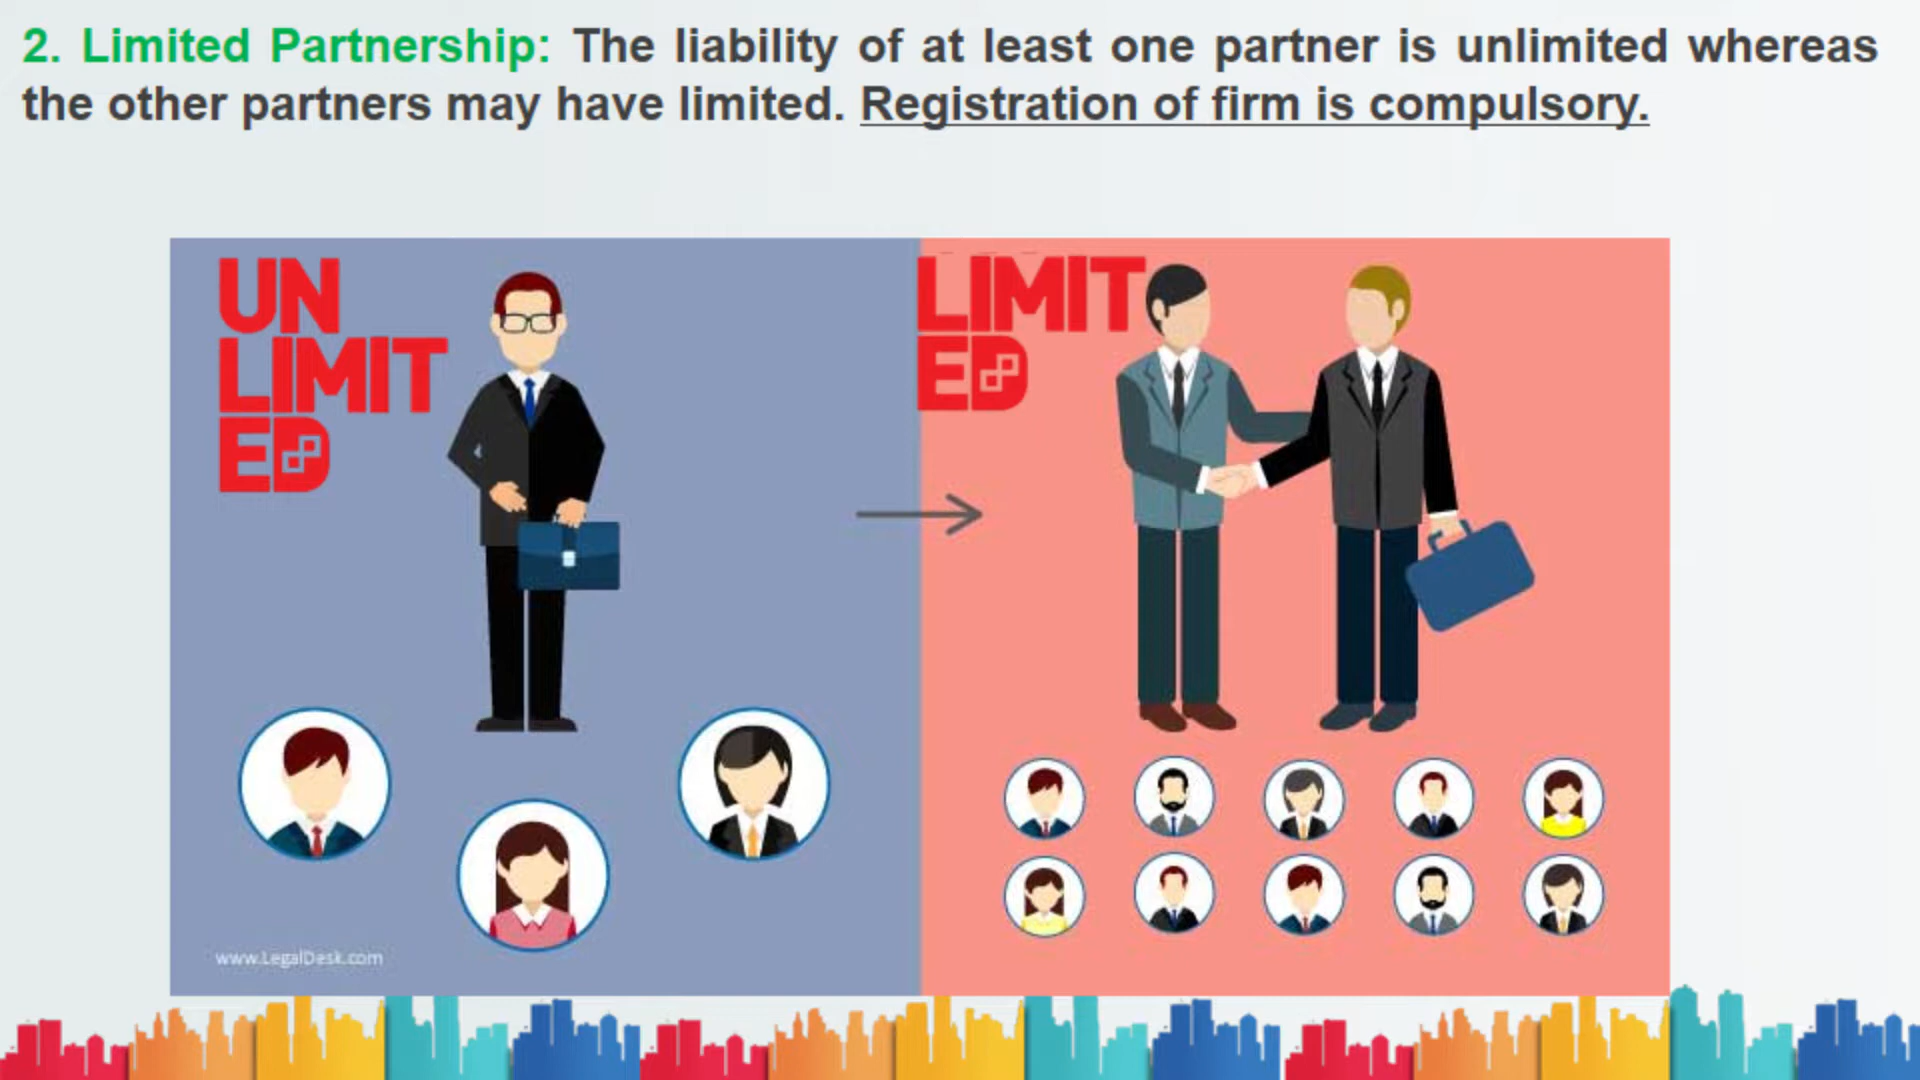 2. Limited Partnership: The liability of at least one partner is unlimited whereas
the other partners may have limited. Registration of firm is compulsory.
UN
LIMIT
ED
LIMIT
ED
www.LegalDesk.com